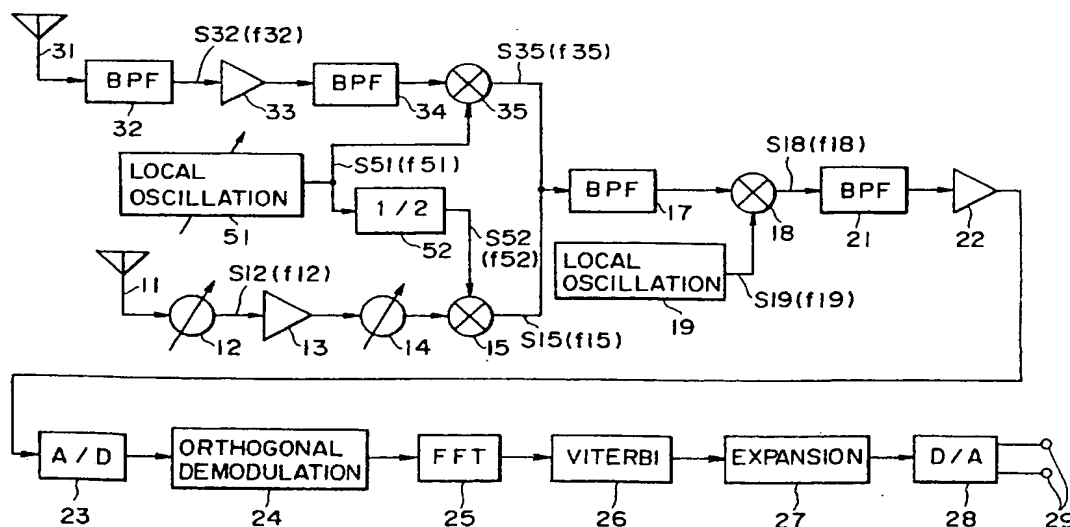 31
S32(f32)
S35(f35)
BPF
32
33
BPF
34
35
LOCAL
OSCILLATION
51
S51(f51)
1/2
52
S52
(f52)
BPF
17
S18(f18)
18
BPF
21
22
LOCAL
OSCILLATION
19
S19(f19)
11
S12(f12)
12
13
14
15
S15(f15)
A/D
23
ORTHOGONAL
DEMODULATION
24
FFT
25
VITERBI
26
EXPANSION
27
D/A
28
29